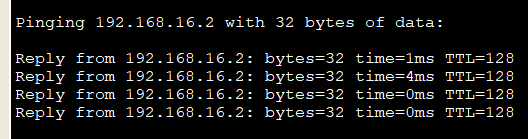 Pinging 192.168.16.2 with 32 bytes of data:
Reply from 192.168.16.2: bytes=32 time=1ms TTL=128
Reply from 192.168.16.2: bytes=32 time=4ms TTL=128
Reply from 192.168.16.2: bytes=32 time=0ms TTL=128
Reply from 192.168.16.2: bytes=32 time=0ms TTL=128